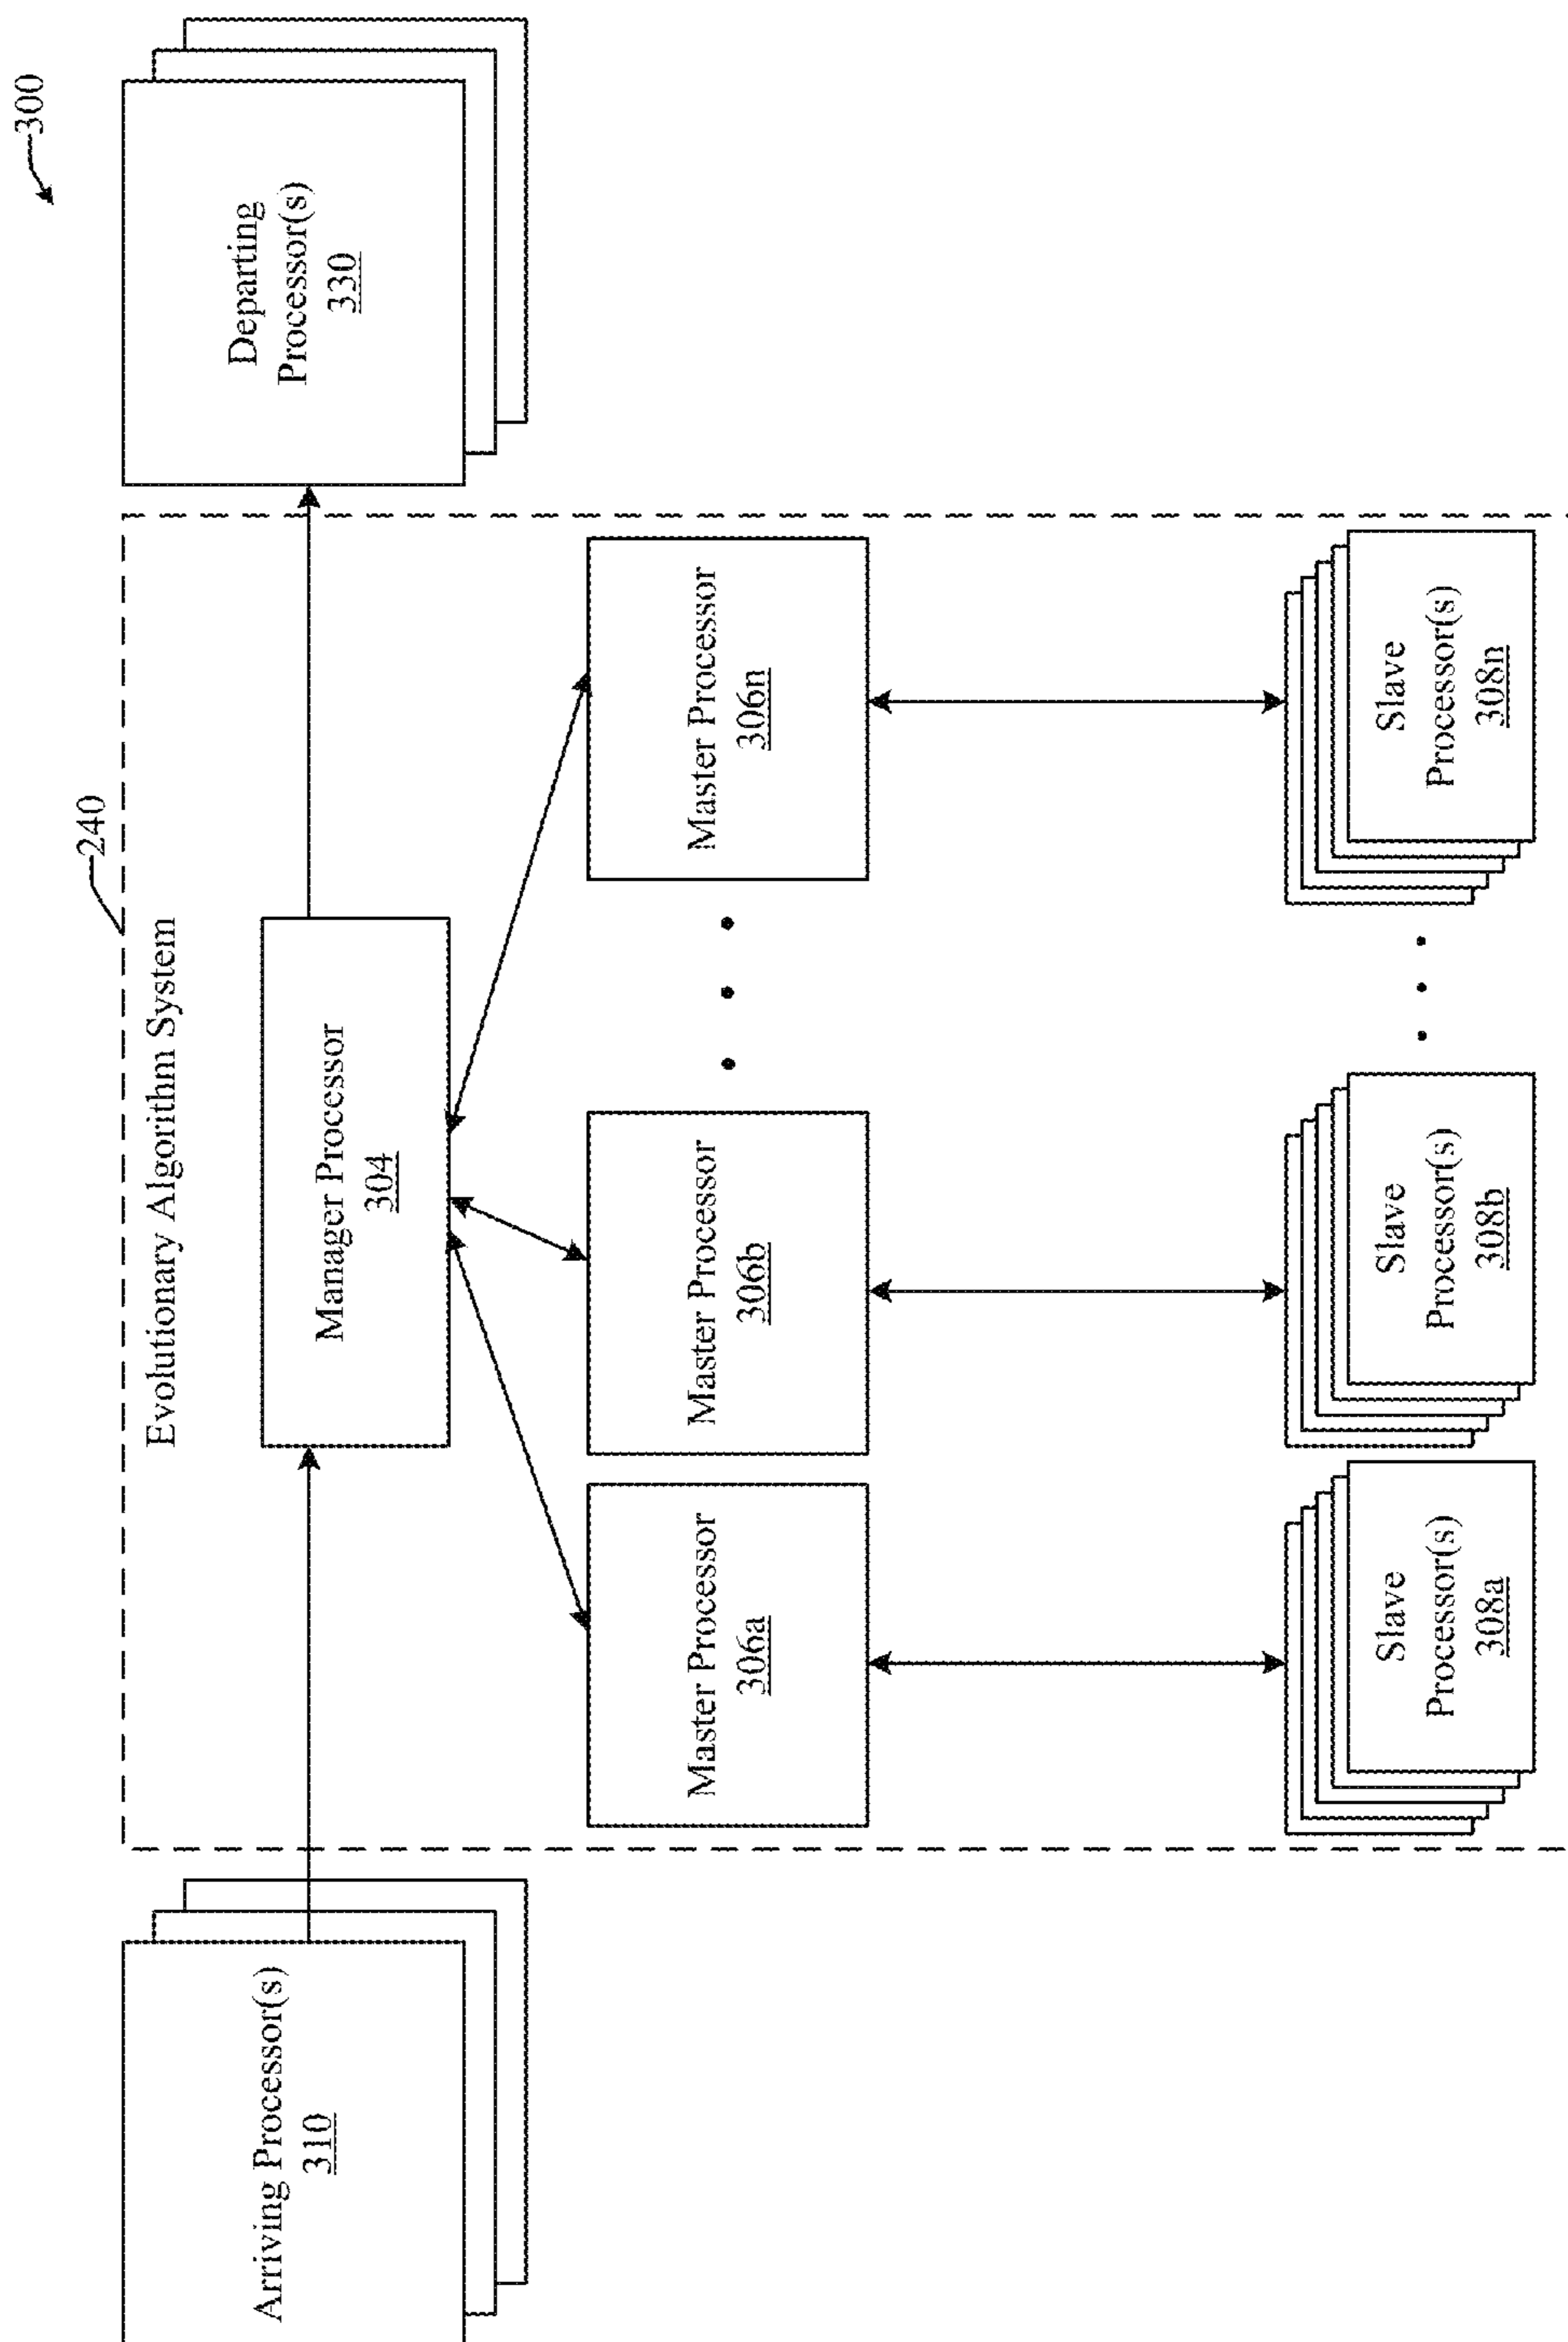 300
240
Evolutionary Algorithm System
Arriving Processor(s)
310
Manager Processor
304
Departing
Processor(s)
330
Master Processor
306a
Master Processor
306b
Master Processor
306n
Slave
Processor(s)
308a
Slave
Processor(s)
308b
Slave
Processor(s)
308n